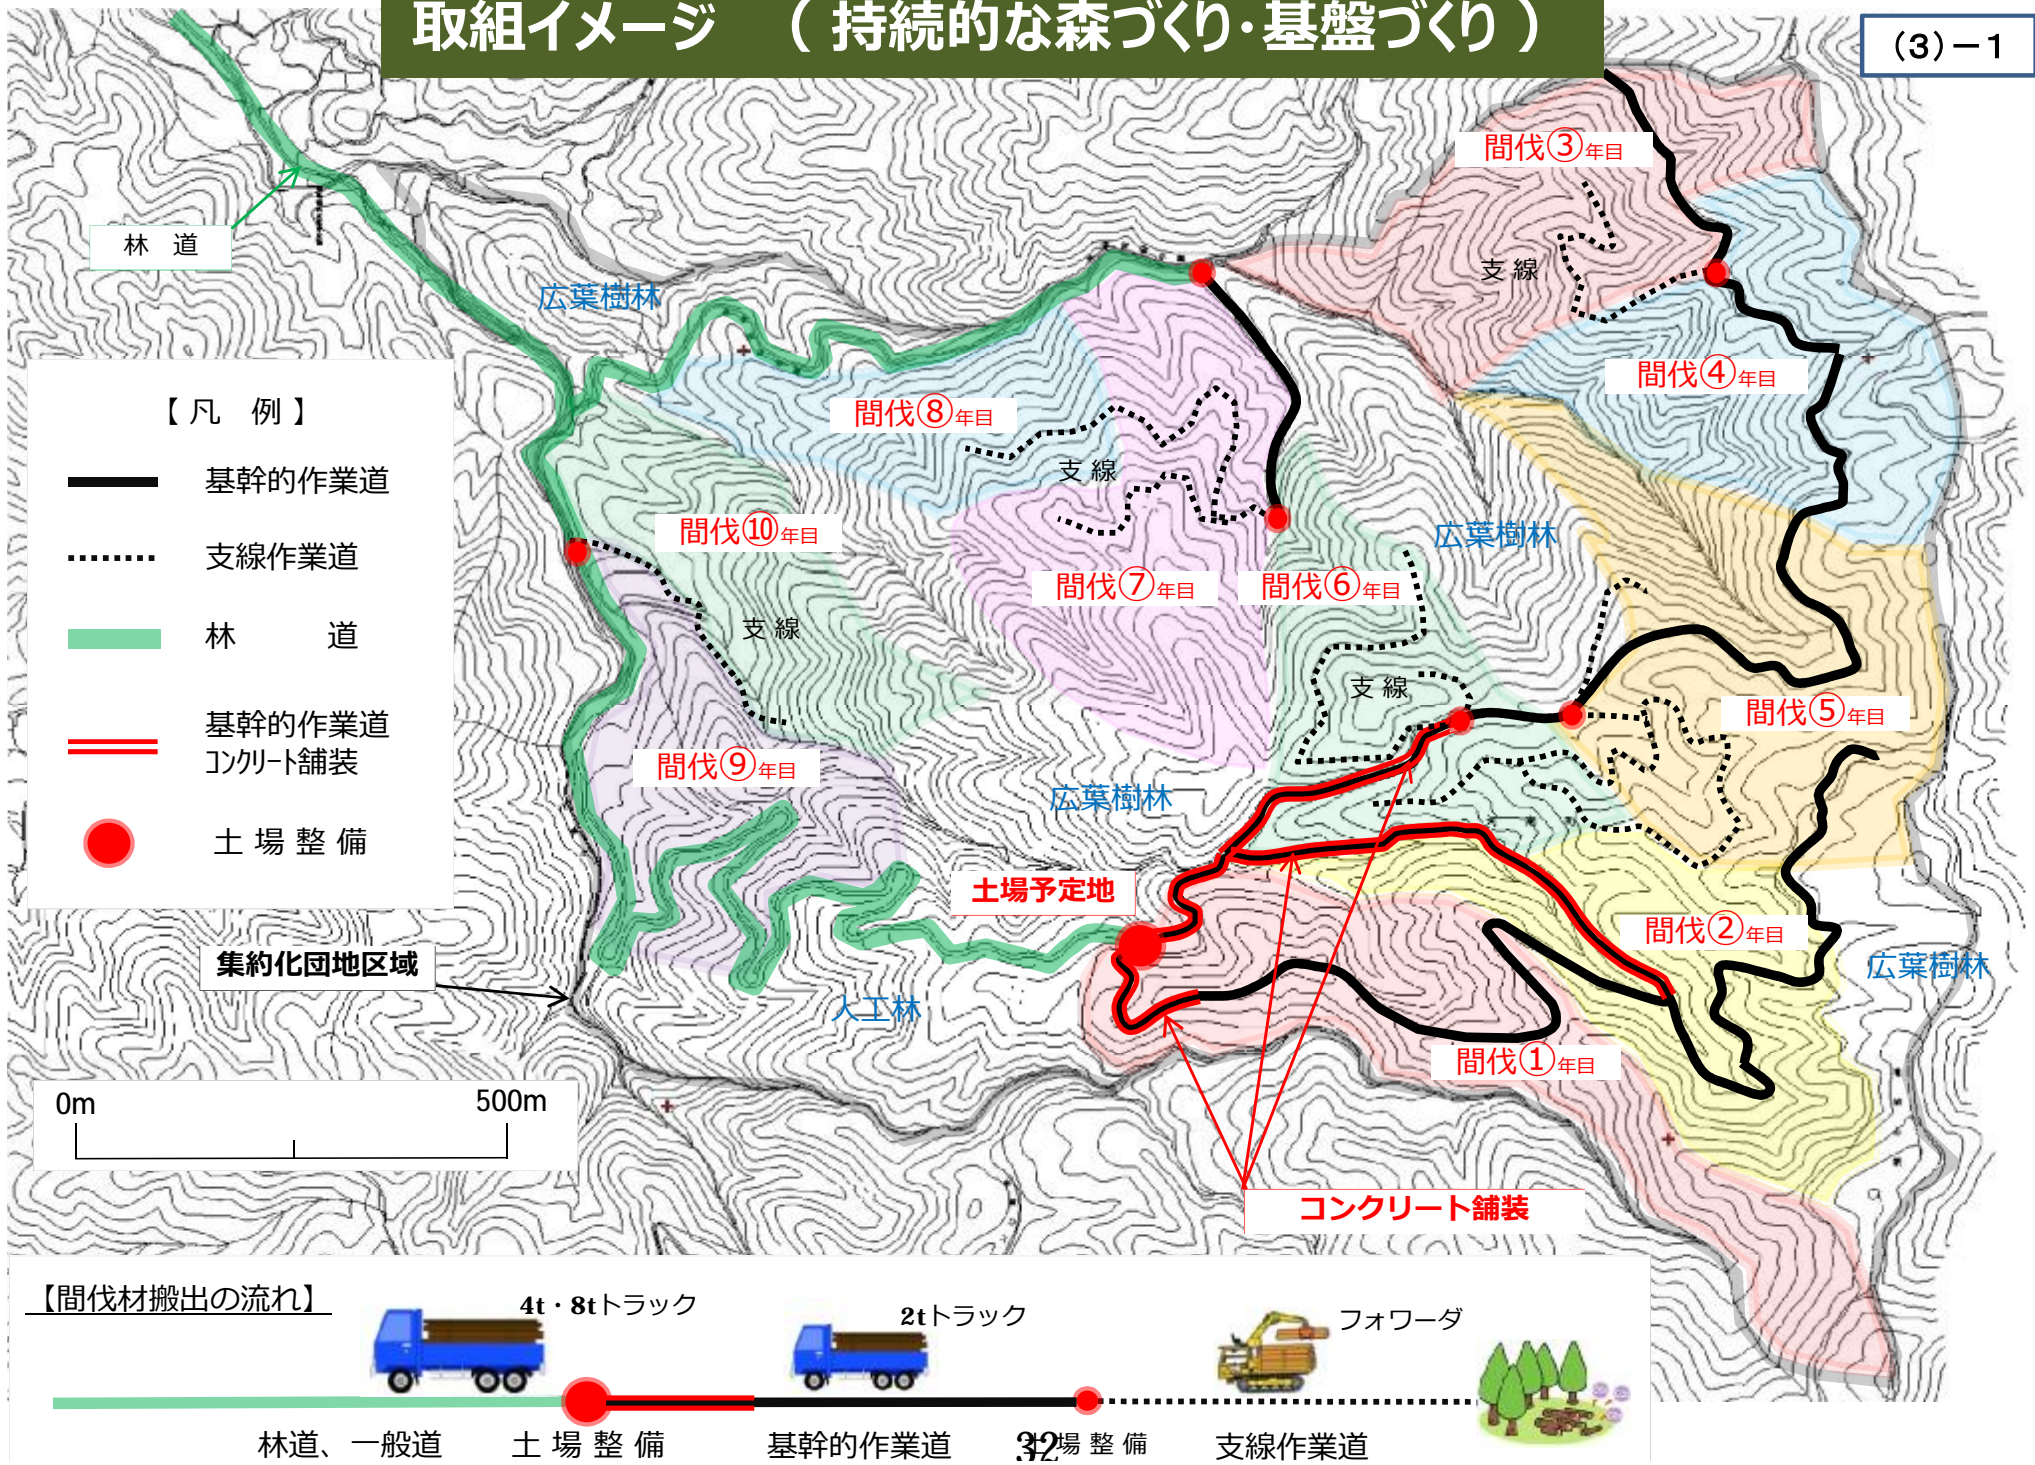 取組イメージ （ 持続的な森づくり・基盤づくり ）
（３）－１
間伐③年目
林 道
支 線
広葉樹林
間伐④年目
【 凡 例 】
間伐⑧年目
支 線
基幹的作業道
間伐⑩年目
広葉樹林
支線作業道
間伐⑦年目
間伐⑥年目
支 線
林 道
支 線
間伐⑤年目
基幹的作業道
コンクリート舗装
間伐⑨年目
広葉樹林
土 場 整 備
土場予定地
間伐②年目
集約化団地区域
広葉樹林
人工林
間伐①年目
0m
500m
コンクリート舗装
【間伐材搬出の流れ】
4t・8tトラック
2tトラック
フォワーダ
林道、一般道
土 場 整 備
基幹的作業道
32
場 整 備
支線作業道